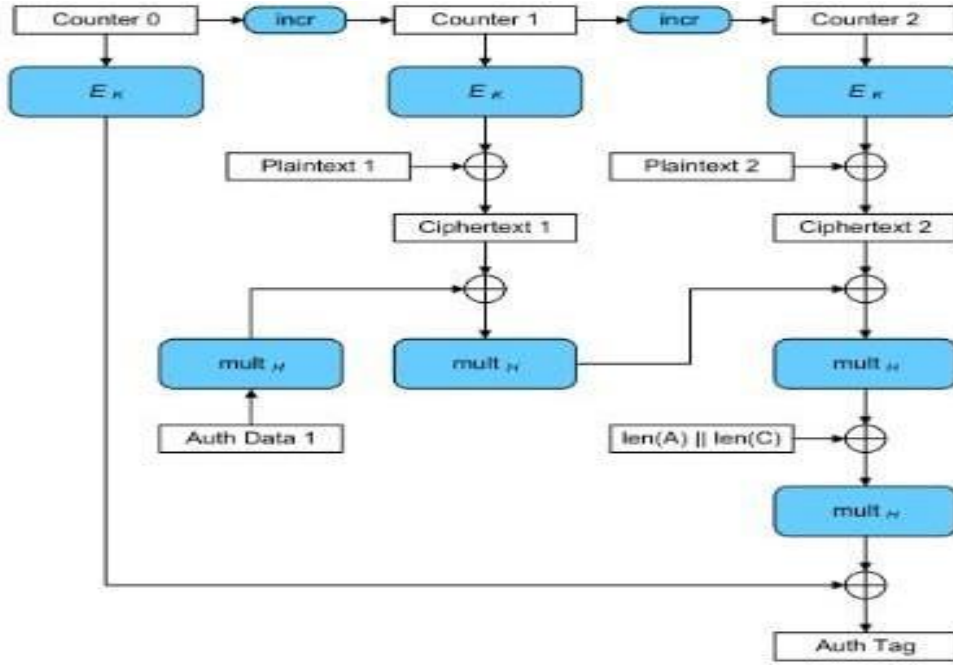 Counter 0
incr
Counter 1
incr
Counter 2
E K
E K
E K
Plaintext 1
Plaintext 2
Ciphertext 1
Ciphertext 2
mult H
mult H
mult H
Auth Data 1
len(A) || len(C)
mult H
Auth Tag